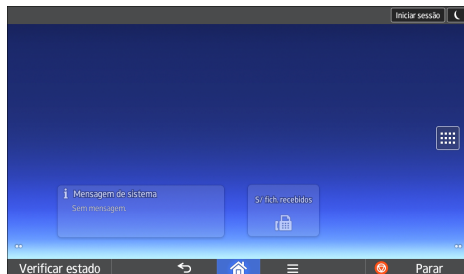 Iniciar sessão
Mensagem de sistema
Sem mensagem.
S/ fich. recebidos
Verificar estado
Parar